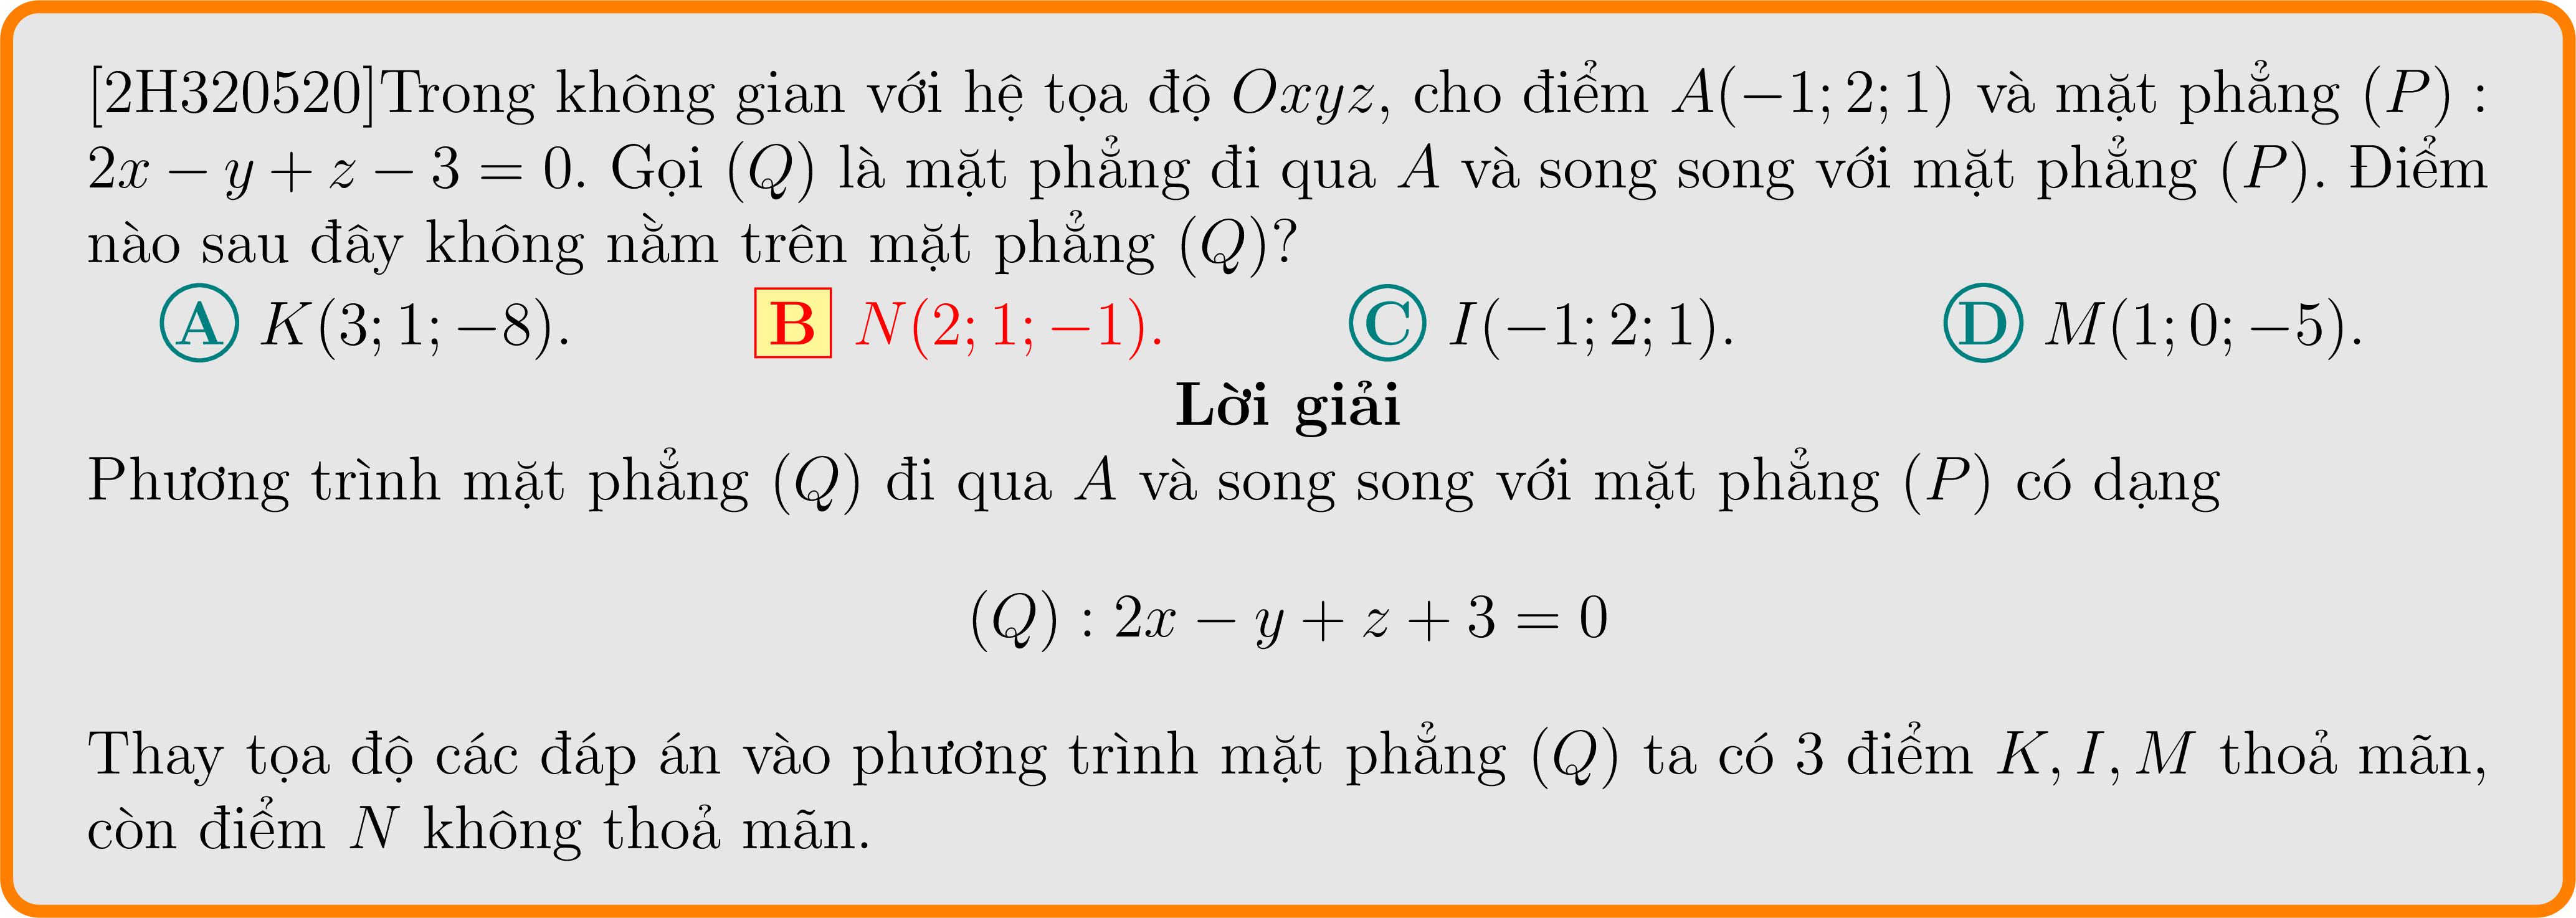 [2H320520]Trong không gian với hệ tọa độ Oxyz, cho điểm A(−1; 2; 1) và mặt phẳng (P) :
2x − y + z − 3 = 0. Gọi (Q) là mặt phẳng đi qua A và song song với mặt phẳng (P). Điểm
nào sau đây không nằm trên mặt phẳng (Q)?
A K(3; 1; −8). B N(2; 1; −1). C I(−1; 2; 1). D M(1; 0; −5).
Lời giải
Phương trình mặt phẳng (Q) đi qua A và song song với mặt phẳng (P) có dạng
(Q) : 2x − y + z + 3 = 0
Thay tọa độ các đáp án vào phương trình mặt phẳng (Q) ta có 3 điểm K, I, M thoả mãn,
còn điểm N không thoả mãn.